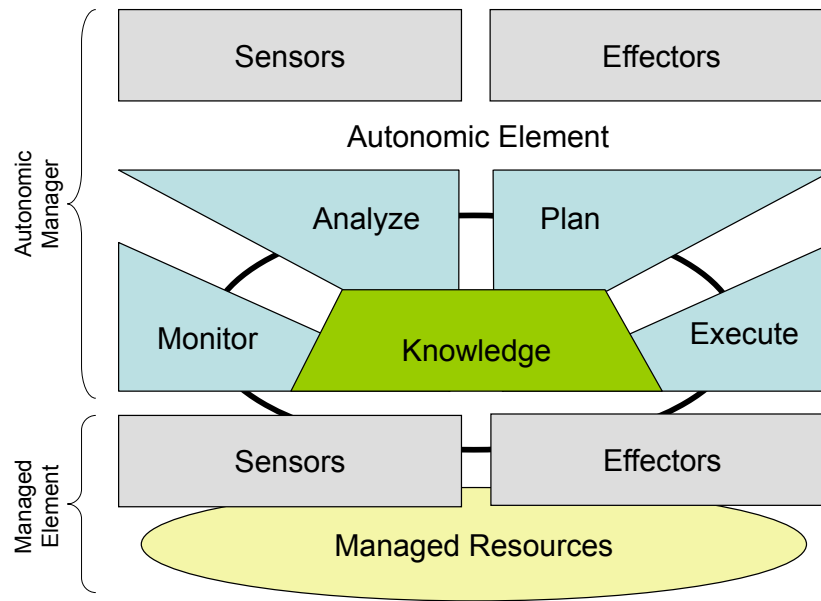 Sensors
Effectors
Autonomic Element
Autonomic
Manager
Analyze
Plan
Monitor
Knowledge
Execute
Managed
Element
Sensors
Effectors
Managed Resources